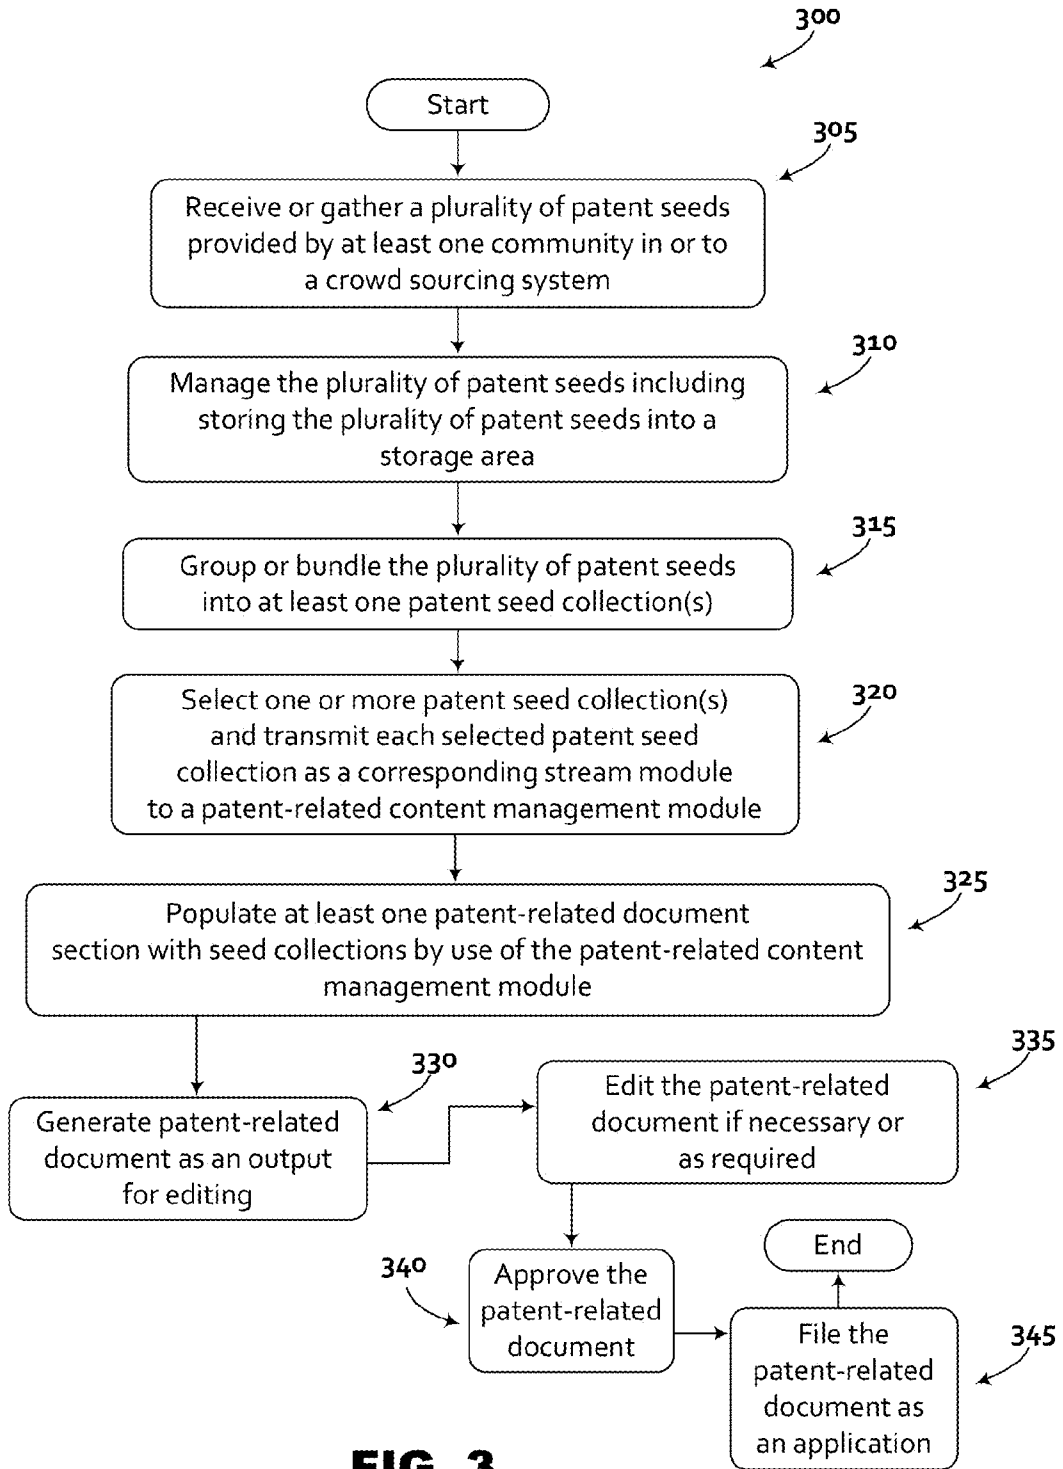 300
Start
305
Receive or gather a plurality of patent seeds
provided by at least one community in or to
a crowd sourcing system
310
Manage the plurality of patent seeds including
storing the plurality of patent seeds into a
storage area
315
Group or bundle the plurality of patent seeds
into at least one patent seed collection(s)
320
Select one or more patent seed collection(s)
and transmit each selected patent seed
collection as a corresponding stream module
to a patent-related content management module
325
Populate at least one patent-related document
section with seed collections by use of the patent-related content
management module
330
Generate patent-related
document as an output
for editing
335
Edit the patent-related
document if necessary or
as required
340
Approve the
patent-related
document
End
345
File the
patent-related
document as
an application
FIG. 3